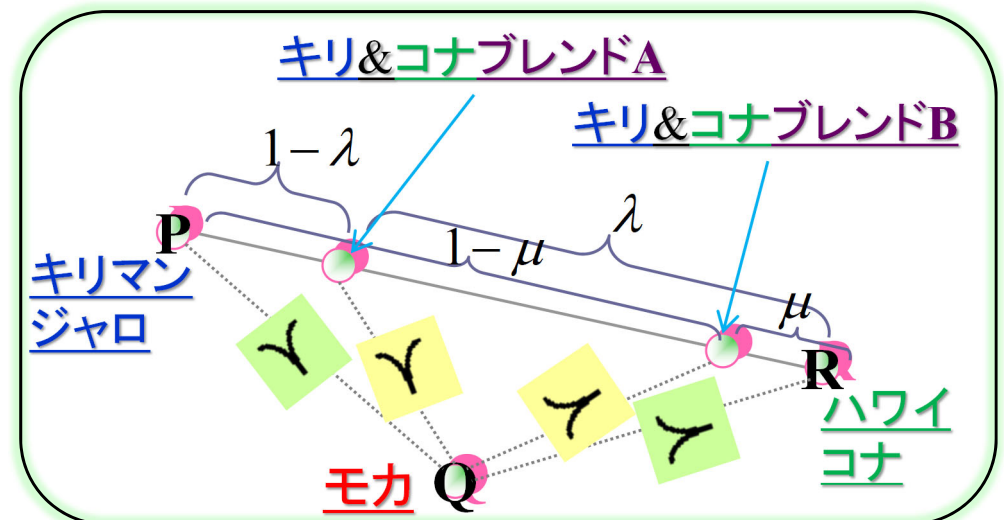 キリ&コナブレンドA
キリ&コナブレンドB
1 − λ
λ
P
1 − μ
キリマン
ジャロ
μ
R
ハワイ
コナ
モカ
Q